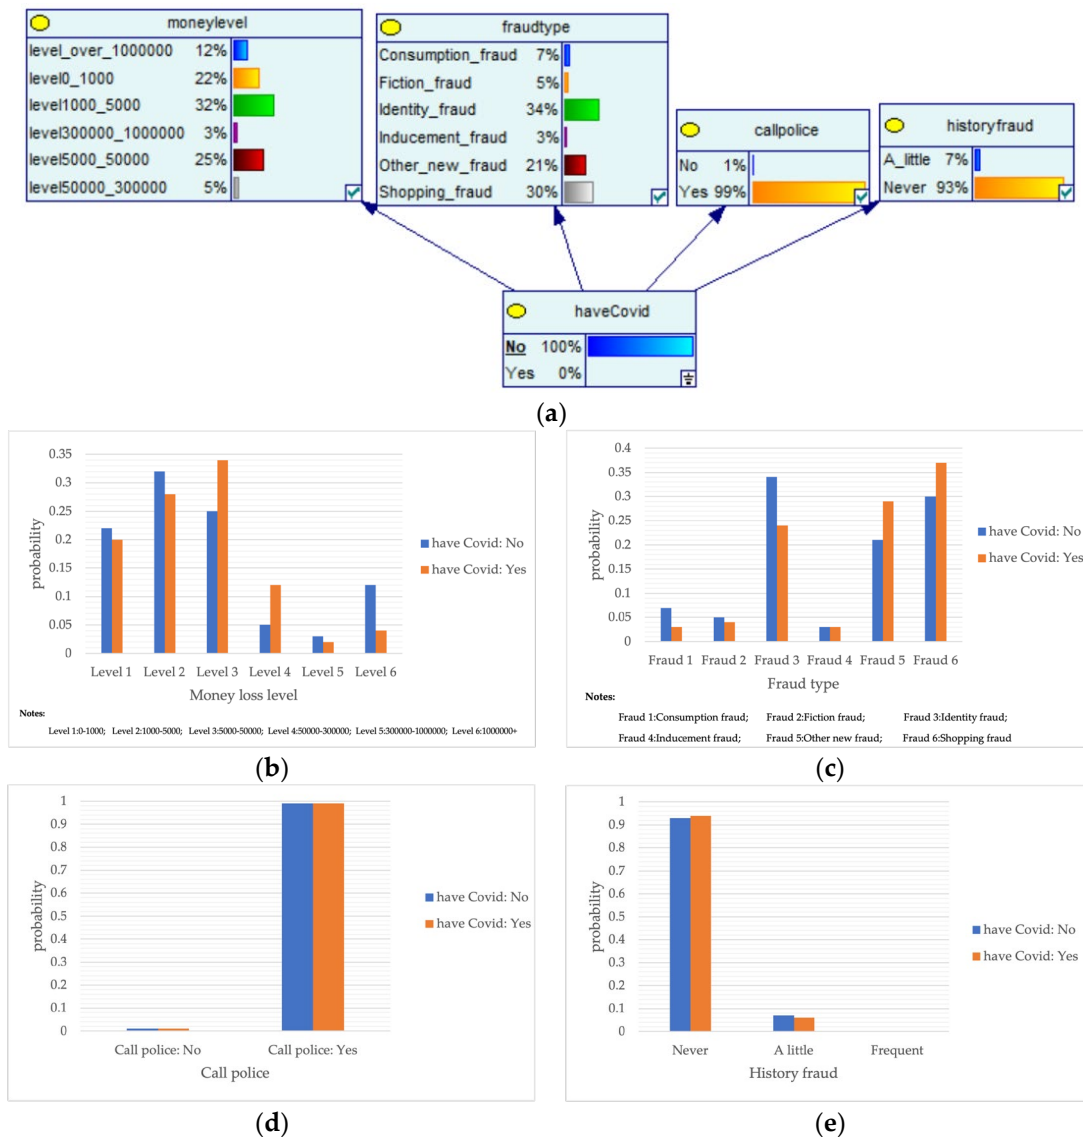 moneylevel
level_over_1000000 12%
level0_1000 22%
level1000_5000 32%
level300000_1000000 3%
level5000_50000 25%
level50000_300000 5%
fraudtype
Consumption_fraud 7%
Fiction_fraud 5%
Identity_fraud 34%
Inducement_fraud 3%
Other_new_fraud 21%
Shopping_fraud 30%
callpolice
No 1%
Yes 99%
historyfraud
A_little 7%
Never 93%
haveCovid
No 100%
Yes 0%
(a)
0.35
0.3
0.25
0.2
0.15
0.1
0.05
0
probability
Level 1 Level 2 Level 3 Level 4 Level 5 Level 6
Money loss level
have Covid: No
have Covid: Yes
Notes:
Level 1:0-1000; Level 2:1000-5000; Level 3:5000-50000; Level 4:50000-300000; Level 5:300000-1000000; Level 6:1000000+
(b)
0.4
0.35
0.3
0.25
0.2
0.15
0.1
0.05
0
probability
Fraud 1 Fraud 2 Fraud 3 Fraud 4 Fraud 5 Fraud 6
Fraud type
have Covid: No
have Covid: Yes
Notes:
Fraud 1:Consumption fraud; Fraud 2:Fiction fraud; Fraud 3:Identity fraud;
Fraud 4:Inducement fraud; Fraud 5:Other new fraud; Fraud 6:Shopping fraud
(c)
1
0.9
0.8
0.7
0.6
0.5
0.4
0.3
0.2
0.1
0
probability
Call police: No Call police: Yes
Call police
have Covid: No
have Covid: Yes
(d)
1
0.9
0.8
0.7
0.6
0.5
0.4
0.3
0.2
0.1
0
probability
Never A little Frequent
History fraud
have Covid: No
have Covid: Yes
(e)